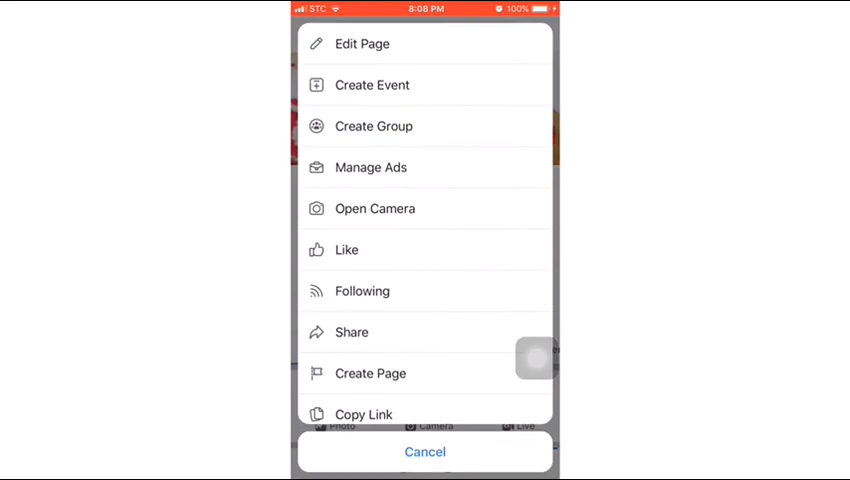 STC 8:08 PM 100%
Edit Page
Create Event
Create Group
Manage Ads
Open Camera
Like
Following
Share
Create Page
Copy Link
Photo Camera Live
Cancel